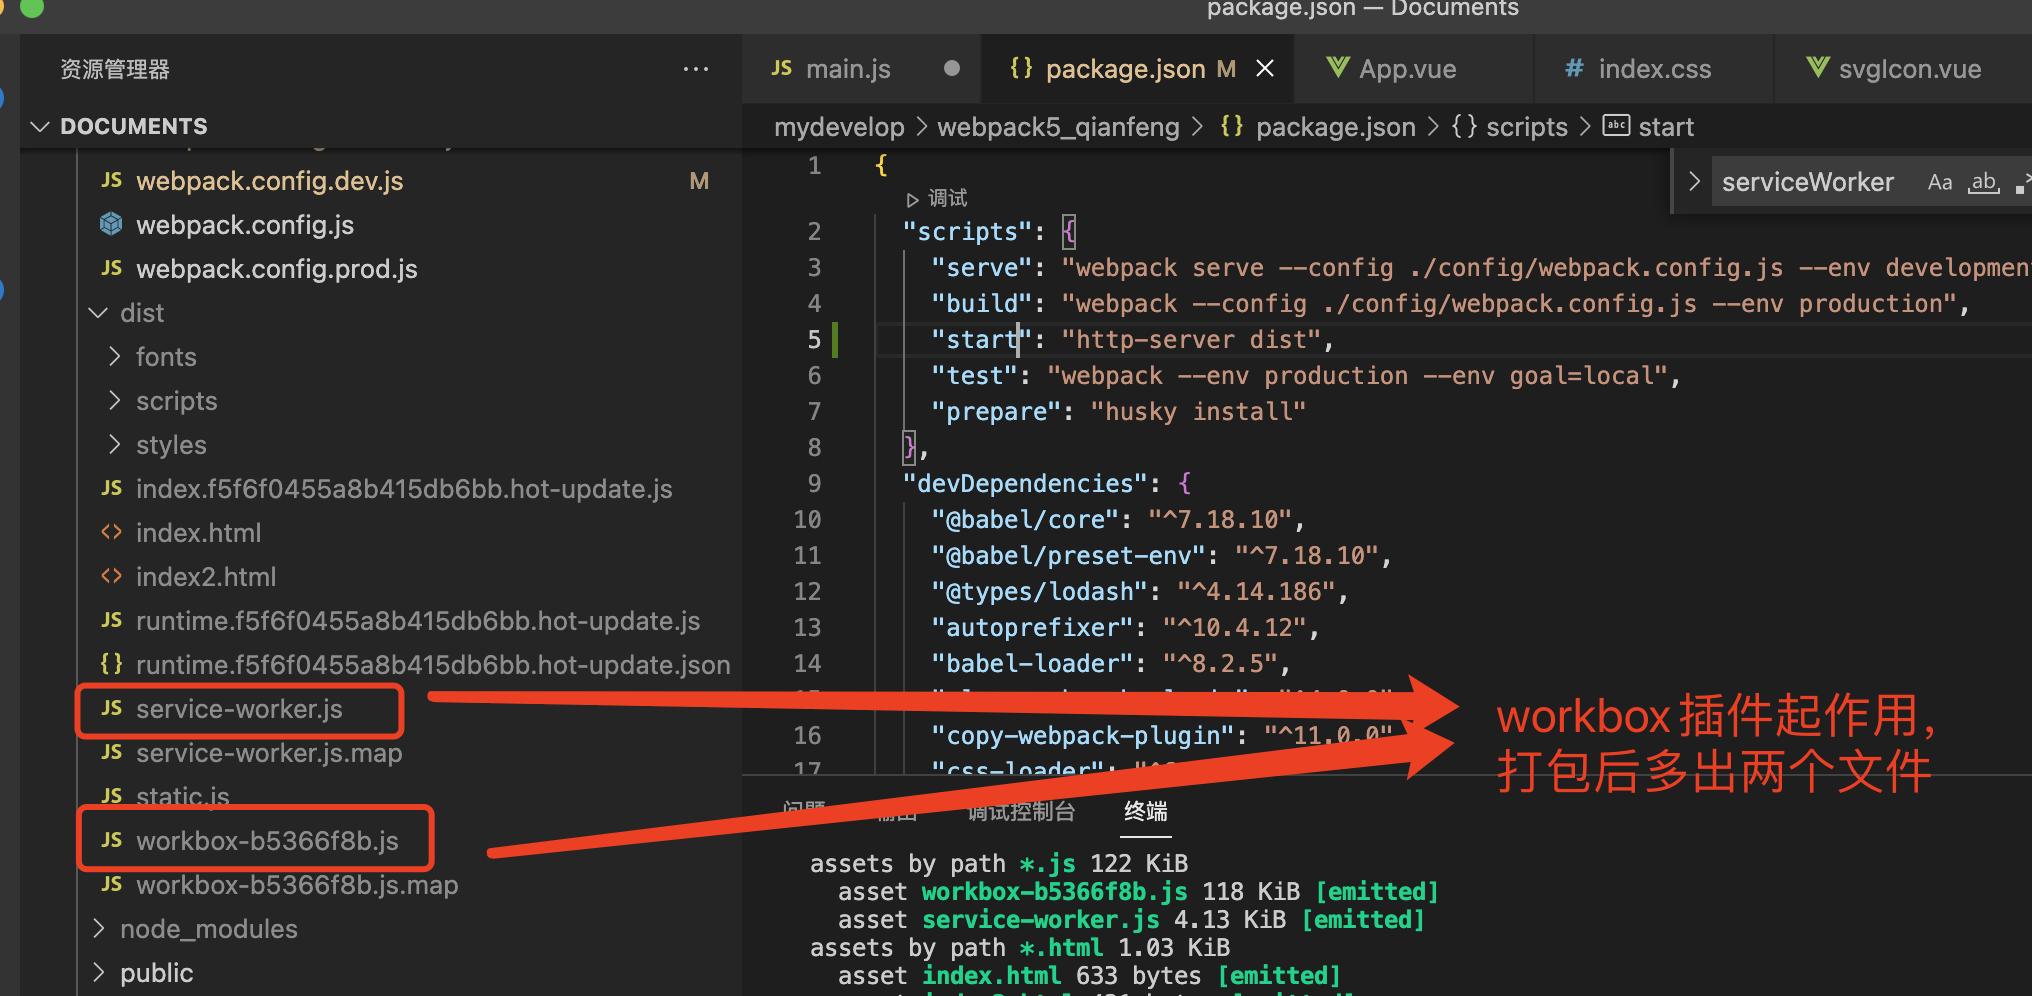 package.json — Documents
资源管理器
DOCUMENTS
webpack.config.dev.js M
webpack.config.js
webpack.config.prod.js
dist
fonts
scripts
styles
JS index.f5f6f0455a8b415db6bb.hot-update.js
index.html
index2.html
JS runtime.f5f6f0455a8b415db6bb.hot-update.js
{} runtime.f5f6f0455a8b415db6bb.hot-update.json
JS service-worker.js
JS service-worker.js.map
JS static.js
JS workbox-b5366f8b.js
JS workbox-b5366f8b.js.map
node_modules
public
JS main.js
{} package.json M
App.vue
# index.css
svgIcon.vue
mydevelop > webpack5_qianfeng > {} package.json > {} scripts > abc start
serviceWorker Aa ab
1 {
调试
2 "scripts": {
3 "serve": "webpack serve --config ./config/webpack.config.js --env developmen
4 "build": "webpack --config ./config/webpack.config.js --env production",
5 "start": "http-server dist",
6 "test": "webpack --env production --env goal=local",
7 "prepare": "husky install"
8 },
9 "devDependencies": {
10 "@babel/core": "^7.18.10",
11 "@babel/preset-env": "^7.18.10",
12 "@types/lodash": "^4.14.186",
13 "autoprefixer": "^10.4.12",
14 "babel-loader": "^8.2.5",
16 "copy-webpack-plugin": "^11.0.0"
17 "css-loader":
workbox插件起作用,
打包后多出两个文件
问题 输出 调试控制台 终端
assets by path *.js 122 KiB
asset workbox-b5366f8b.js 118 KiB [emitted]
asset service-worker.js 4.13 KiB [emitted]
assets by path *.html 1.03 KiB
asset index.html 633 bytes [emitted]